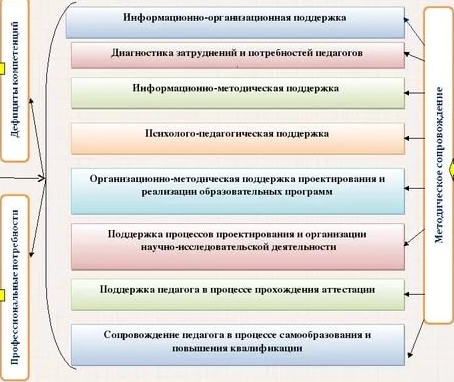 Дефициты компетенций
Профессиональные потребности
Информационно-организационная поддержка
Диагностика затруднений и потребностей педагогов
Информационно-методическая поддержка
Психолого-педагогическая поддержка
Организационно-методическая поддержка проектирования и
реализации образовательных программ
Поддержка процессов проектирования и организации
научно-исследовательской деятельности
Поддержка педагога в процессе прохождения аттестации
Сопровождение педагога в процессе самообразования и
повышения квалификации
Методическое сопровождение